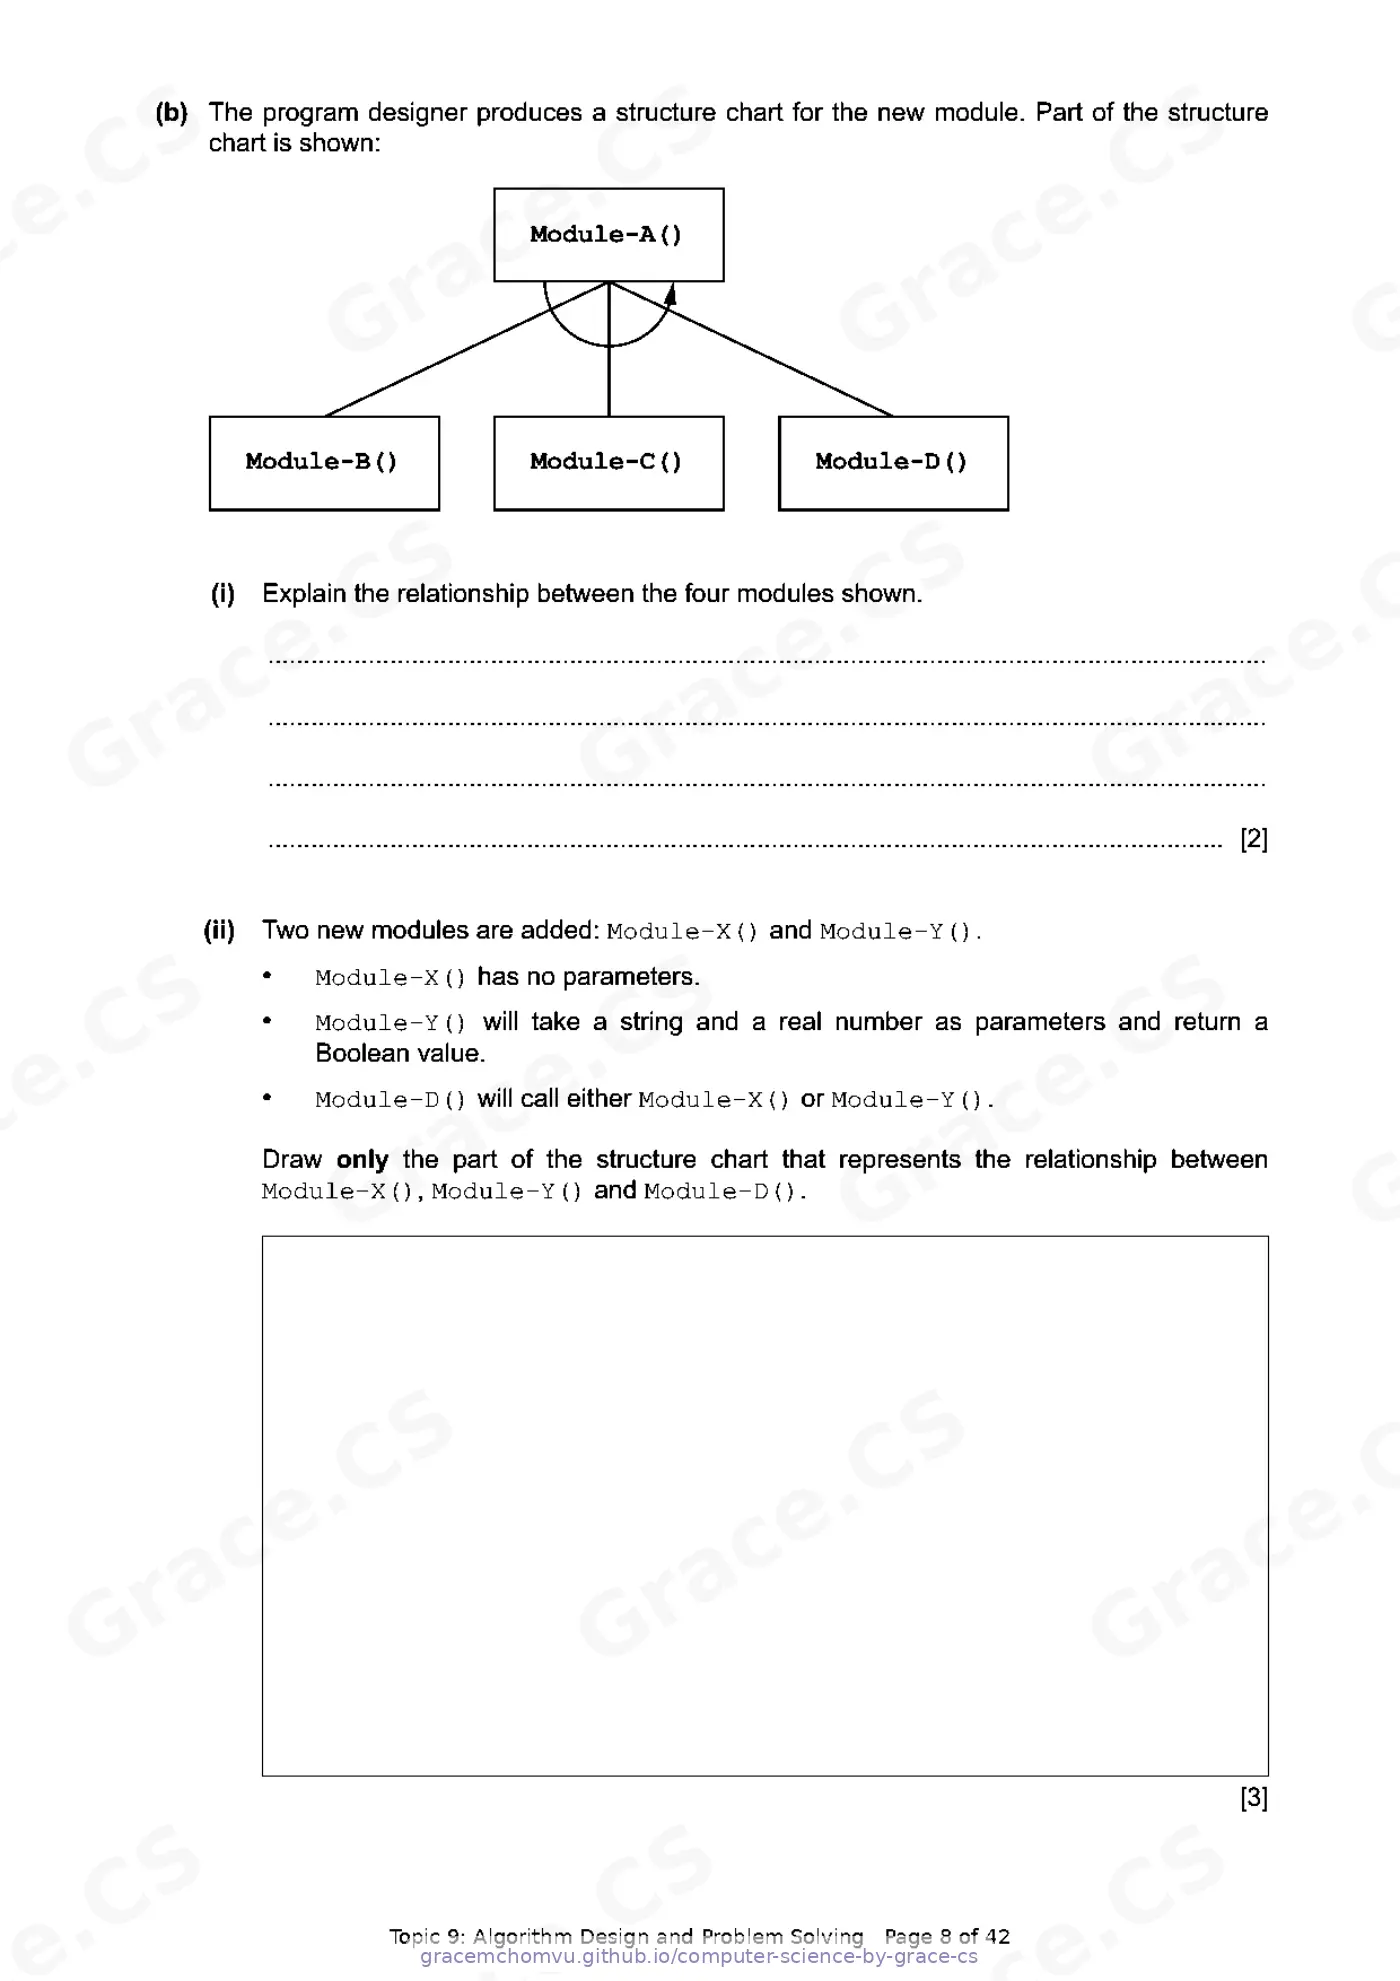 (b) The program designer produces a structure chart for the new module. Part of the structure
chart is shown:
Module-A()
Module-B() Module-C() Module-D()
(i) Explain the relationship between the four modules shown.
[2]
(ii) Two new modules are added: Module-X() and Module-Y().
• Module-X() has no parameters.
• Module-Y() will take a string and a real number as parameters and return a
Boolean value.
• Module-D() will call either Module-X() or Module-Y().
Draw only the part of the structure chart that represents the relationship between
Module-X(), Module-Y() and Module-D().
[3]
Topic 9: Algorithm Design and Problem Solving Page 8 of 42
gracemchomvu.github.io/computer-science-by-grace-cs
Grace.CS